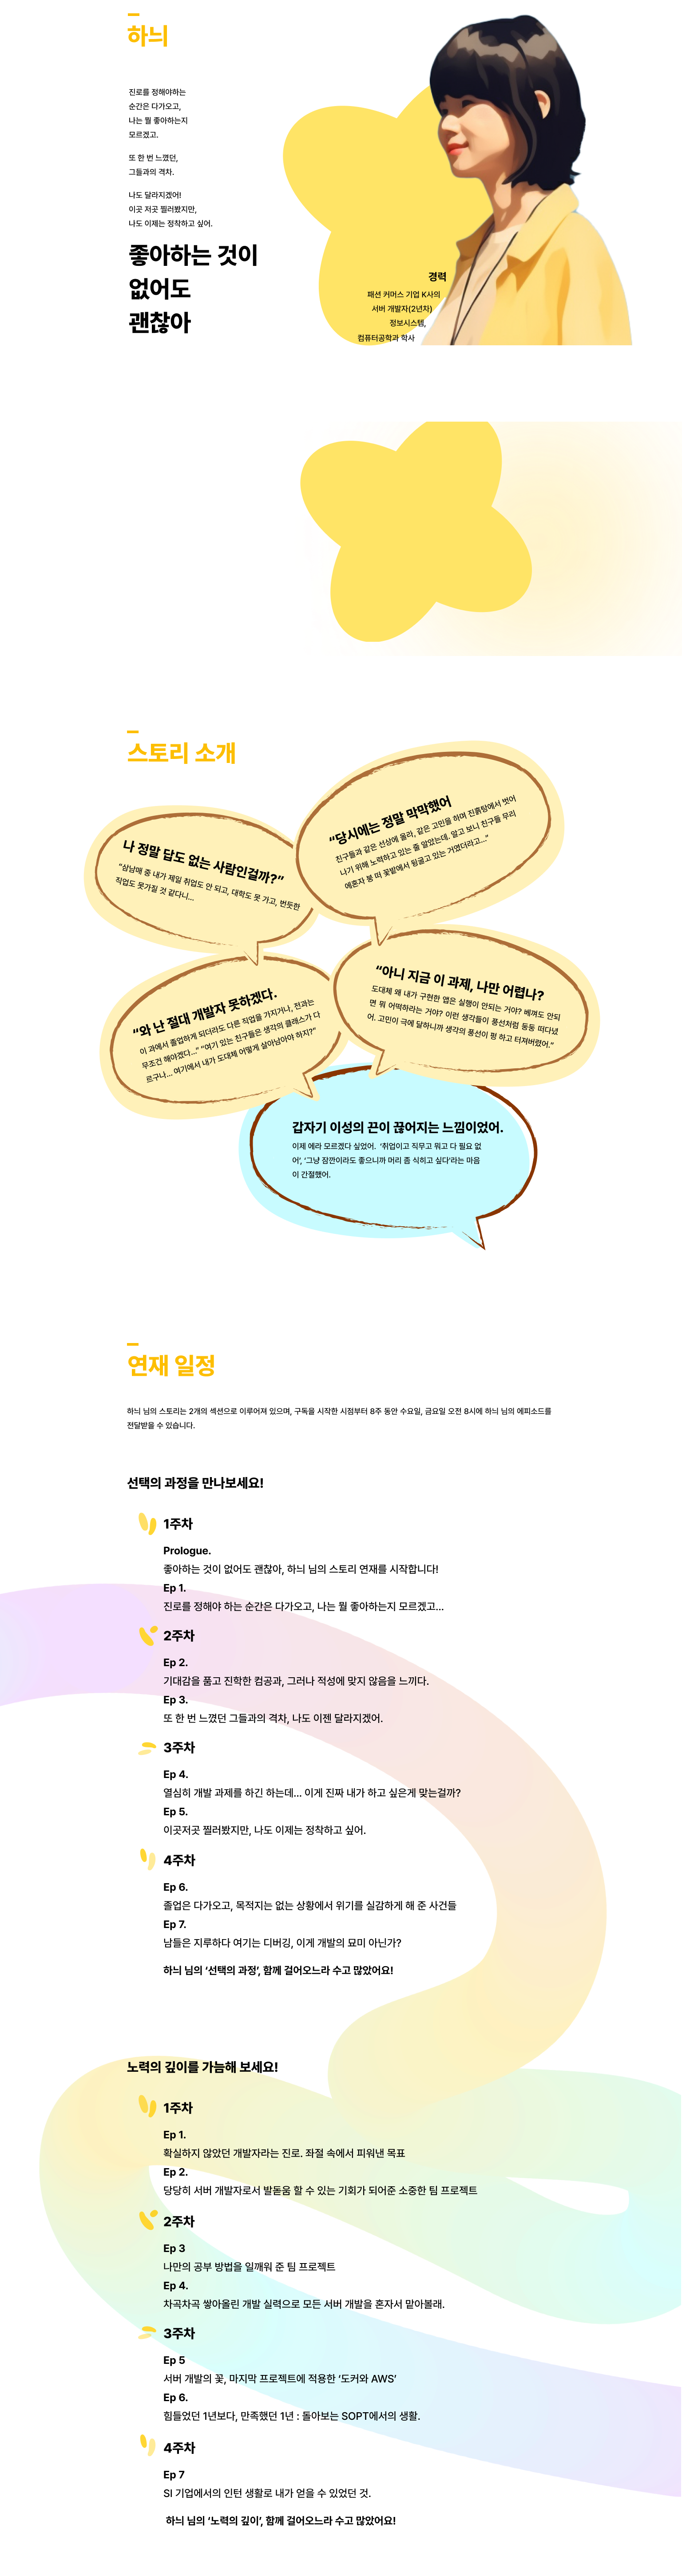 하늬
진로를 정해야하는
순간은 다가오고,
나는 뭘 좋아하는지
모르겠고.
또 한 번 느꼈던,
그들과의 격차.
나도 달라지겠어!
이곳 저곳 찔러봤지만,
나도 이제는 정착하고 싶어.
좋아하는 것이
없어도
괜찮아
경력
패션 커머스 기업 K사의
서버 개발자(2년차)
정보시스템,
컴퓨터공학과 학사
스토리 소개
나 정말 답도 없는 사람인걸까?”
“삼남매 중 내가 제일 취업도 안 되고, 대학도 못 가고, 번듯한
직업도 못가질 것 같다니...
“당시에는 정말 막막했어
친구들과 같은 선상에 올라, 같은 고민을 하며 진흙탕에서 벗어
나기 위해 노력하고 있는 줄 알았는데. 알고 보니 친구들 무리
에혼자 붕 떠 꽃밭에서 뒹굴고 있는 거였더라고...”
“와 난 절대 개발자 못하겠다.
이 과에서 졸업하게 되더라도 다른 직업을 가지거나, 전과는
무조건 해야겠다...” “여기 있는 친구들은 생각의 클래스가 다
르구나... 여기에서 내가 도대체 어떻게 살아남아야 하지?”
“아니 지금 이 과제, 나만 어렵나?
도대체 왜 내가 구현한 앱은 실행이 안되는 거야? 베껴도 안되
면 뭐 어떡하라는 거야? 이런 생각들이 풍선처럼 둥둥 떠다녔
어. 고민이 극에 달하니까 생각의 풍선이 펑 하고 터져버렸어.”
갑자기 이성의 끈이 끊어지는 느낌이었어.
이제 에라 모르겠다 싶었어. ‘취업이고 직무고 뭐고 다 필요 없
어’, ‘그냥 잠깐이라도 좋으니까 머리 좀 식히고 싶다’라는 마음
이 간절했어.
연재 일정
하늬 님의 스토리는 2개의 섹션으로 이루어져 있으며, 구독을 시작한 시점부터 8주 동안 수요일, 금요일 오전 8시에 하늬 님의 에피소드를
전달받을 수 있습니다.
선택의 과정을 만나보세요!
1주차
Prologue.
좋아하는 것이 없어도 괜찮아, 하늬 님의 스토리 연재를 시작합니다!
Ep 1.
진로를 정해야 하는 순간은 다가오고, 나는 뭘 좋아하는지 모르겠고...
2주차
Ep 2.
기대감을 품고 진학한 컴공과, 그러나 적성에 맞지 않음을 느끼다.
Ep 3.
또 한 번 느꼈던 그들과의 격차, 나도 이젠 달라지겠어.
3주차
Ep 4.
열심히 개발 과제를 하긴 하는데... 이게 진짜 내가 하고 싶은게 맞는걸까?
Ep 5.
이곳저곳 찔러봤지만, 나도 이제는 정착하고 싶어.
4주차
Ep 6.
졸업은 다가오고, 목적지는 없는 상황에서 위기를 실감하게 해 준 사건들
Ep 7.
남들은 지루하다 여기는 디버깅, 이게 개발의 묘미 아닌가?
하늬 님의 ‘선택의 과정’, 함께 걸어오느라 수고 많았어요!
노력의 깊이를 가늠해 보세요!
1주차
Ep 1.
확실하지 않았던 개발자라는 진로. 좌절 속에서 피워낸 목표
Ep 2.
당당히 서버 개발자로서 발돋움 할 수 있는 기회가 되어준 소중한 팀 프로젝트
2주차
Ep 3
나만의 공부 방법을 일깨워 준 팀 프로젝트
Ep 4.
차곡차곡 쌓아올린 개발 실력으로 모든 서버 개발을 혼자서 맡아볼래.
3주차
Ep 5
서버 개발의 꽃, 마지막 프로젝트에 적용한 ‘도커와 AWS’
Ep 6.
힘들었던 1년보다, 만족했던 1년 : 돌아보는 SOPT에서의 생활.
4주차
Ep 7
SI 기업에서의 인턴 생활로 내가 얻을 수 있었던 것.
하늬 님의 ‘노력의 깊이’, 함께 걸어오느라 수고 많았어요!